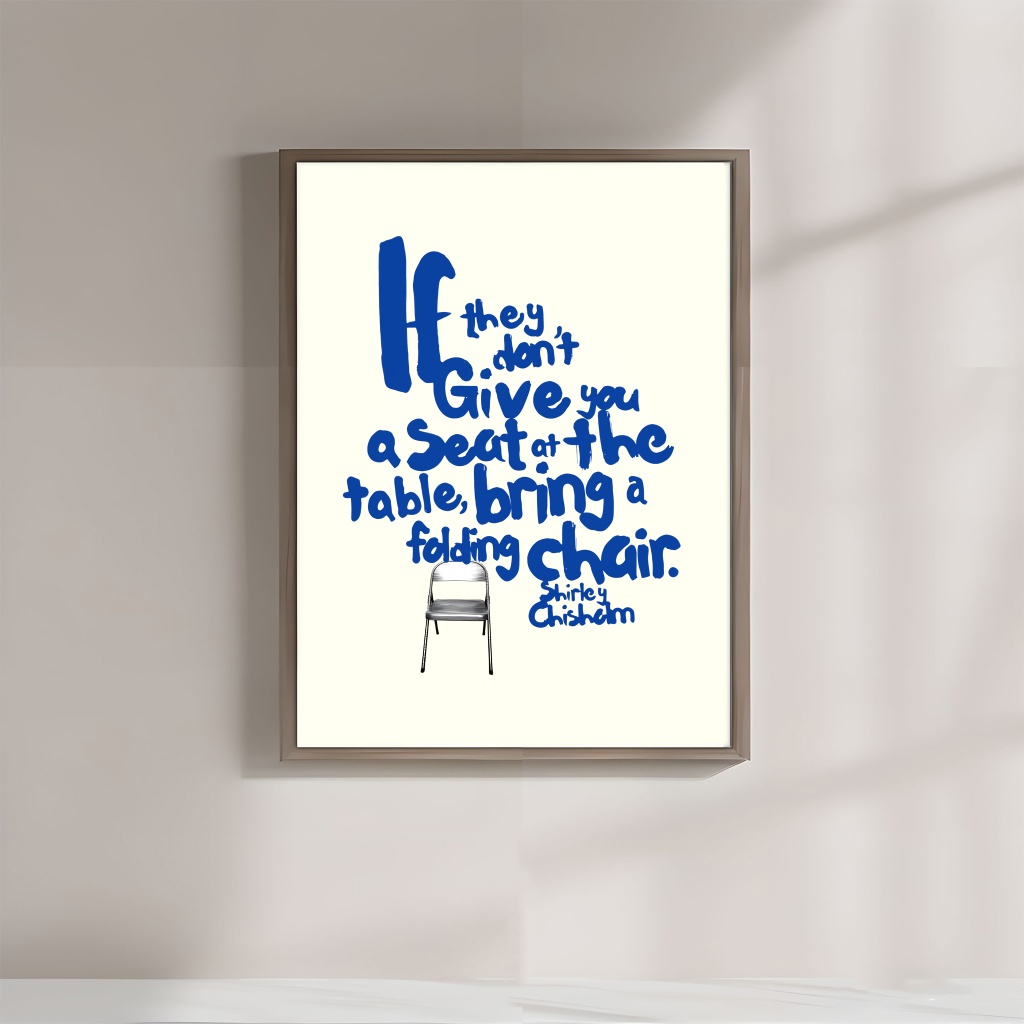 If they
don't
Give you
a Seat at the
table, bring a
folding chair.
Shirley
Chisholm